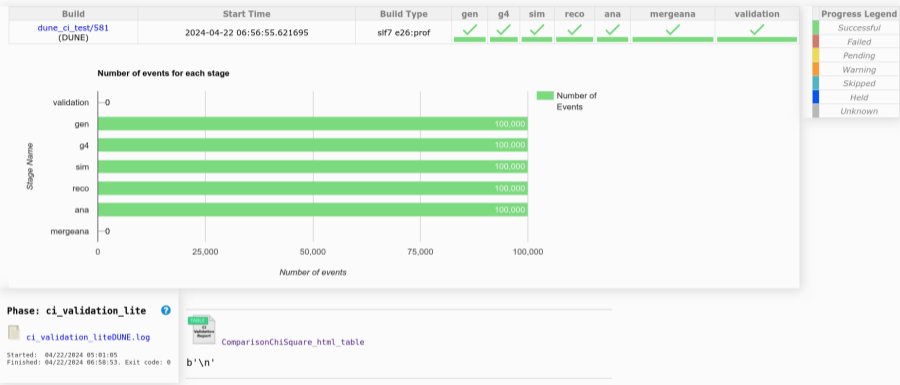 Build Start Time Build Type gen g4 sim reco ana mergeana validation
dune_ci_test/581 2024-04-22 06:56:55.621695 slf7 e26:prof
(DUNE)
Progress Legend
Successful
Failed
Pending
Warning
Skipped
Held
Unknown
Number of events for each stage
validation 0
gen 100,000
g4 100,000
sim 100,000
reco 100,000
ana 100,000
mergeana 0
0 25,000 50,000 75,000 100,000
Number of events
Stage Name
Number of
Events
Phase: ci_validation_lite ?
ci_validation_liteDUNE.log
Started: 04/22/2024 05:01:05
Finished: 04/22/2024 06:58:53. Exit code: 0
CI
Validation
Report
ComparisonChiSquare_html_table
b'\n'